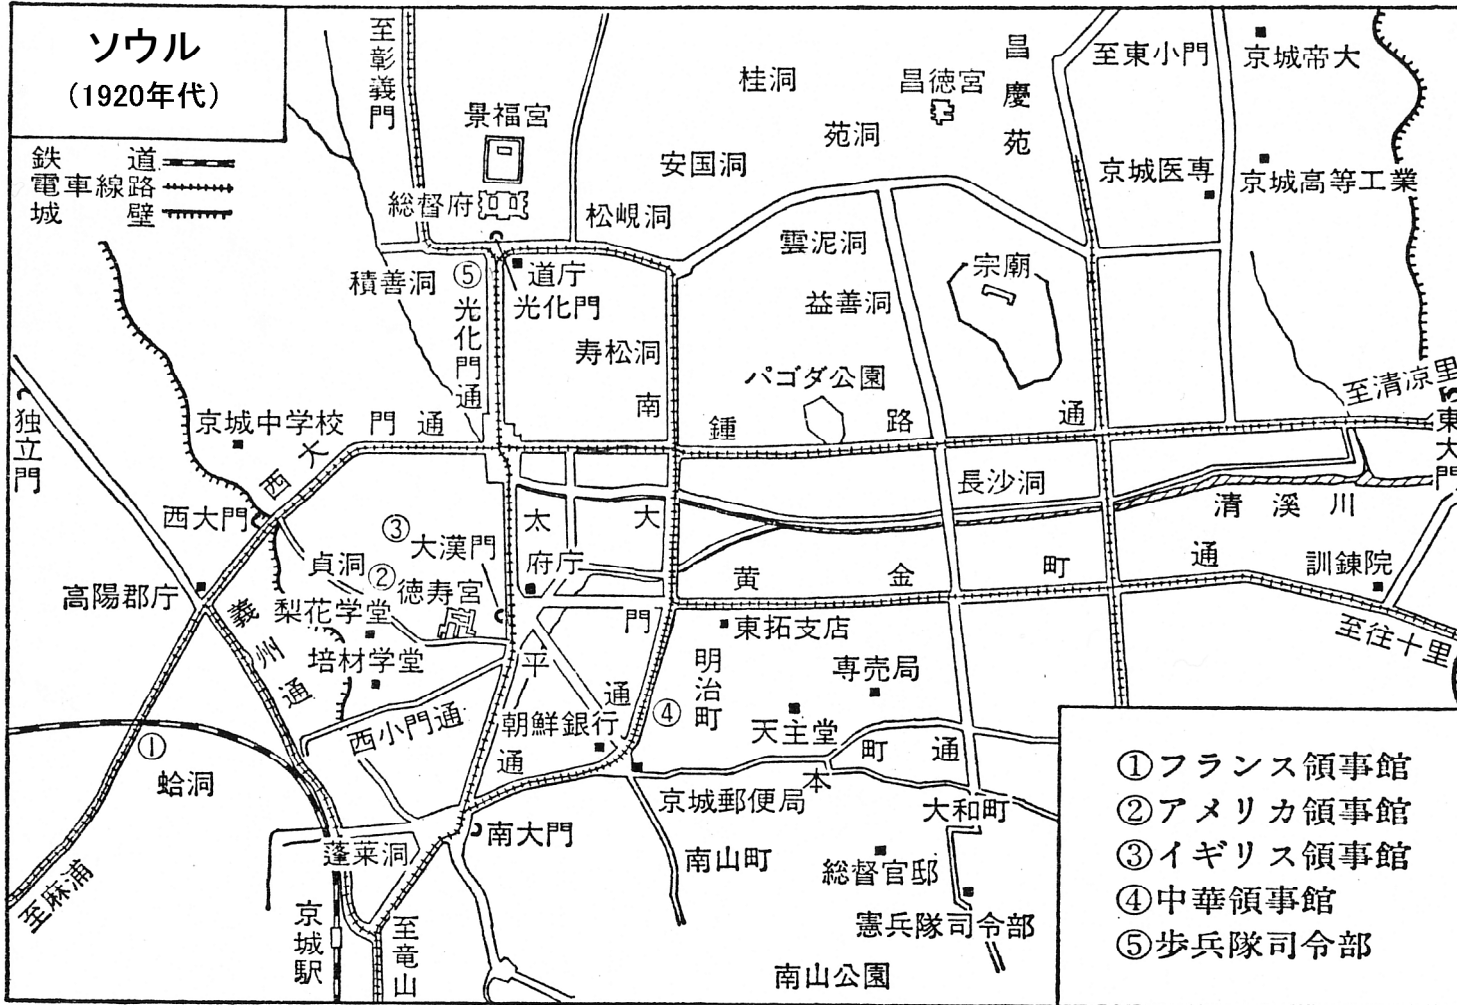 ソウル
(1920年代)
鉄道
電車線路
城壁
至彰義門
景福宮
総督府
桂洞
昌徳宮
昌慶苑
苑洞
安国洞
松峴洞
至東小門
京城帝大
京城医専
京城高等工業
積善洞
⑤
道庁
光化門
光化門通
寿松洞
雲泥洞
益善洞
宗廟
パゴダ公園
至清凉里
東大門
独立門
京城中学校
西大門通
南大門通
鍾路通
長沙洞
清溪川
西大門
③
大漢門
太平通
府庁
貞洞
②
徳寿宮
高陽郡庁
梨花学堂
培材学堂
義州通
黄金町通
訓錬院
至往十里
東拓支店
明治町
専売局
④
朝鮮銀行
天主堂
西小門通
本町通
①
蛤洞
京城郵便局
大和町
南大門
蓬莱洞
南山町
総督官邸
憲兵隊司令部
至麻浦
京城駅
至竜山
南山公園
①フランス領事館
②アメリカ領事館
③イギリス領事館
④中華領事館
⑤歩兵隊司令部